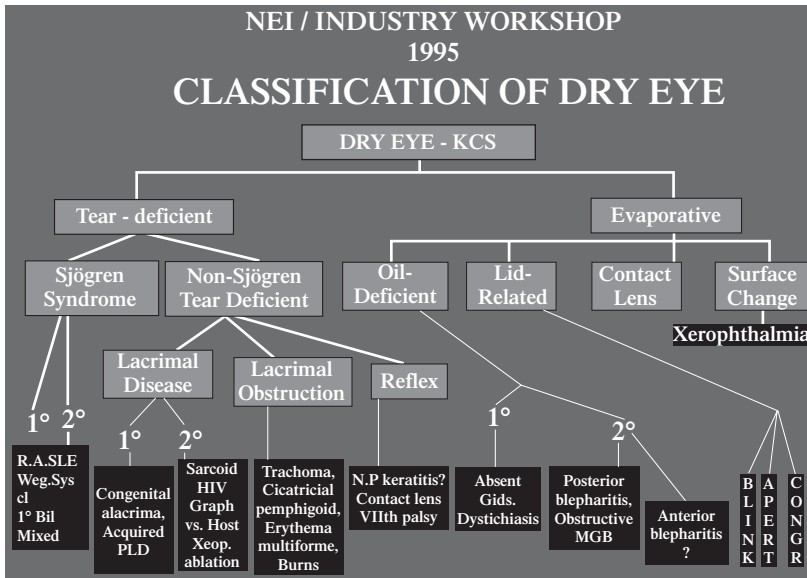 NEI / INDUSTRY WORKSHOP
1995
CLASSIFICATION OF DRY EYE
DRY EYE - KCS
Tear - deficient
Evaporative
Sjögren
Syndrome
Non-Sjögren
Tear Deficient
Oil-
Deficient
Lid-
Related
Contact
Lens
Surface
Change
Xerophthalmia
Lacrimal
Disease
Lacrimal
Obstruction
Reflex
1°
2°
1°
2°
1°
2°
R.A.SLE
Weg.Sys
cl
1° Bil
Mixed
Congenital
alacrima,
Acquired
PLD
Sarcoid
HIV
Graph
vs. Host
Xeop.
ablation
Trachoma,
Cicatricial
pemphigoid,
Erythema
multiforme,
Burns
N.P keratitis?
Contact lens
VIIth palsy
Absent
Gids.
Dystichiasis
Posterior
blepharitis,
Obstructive
MGB
Anterior
blepharitis
?
BLINK
APERT
CONGR